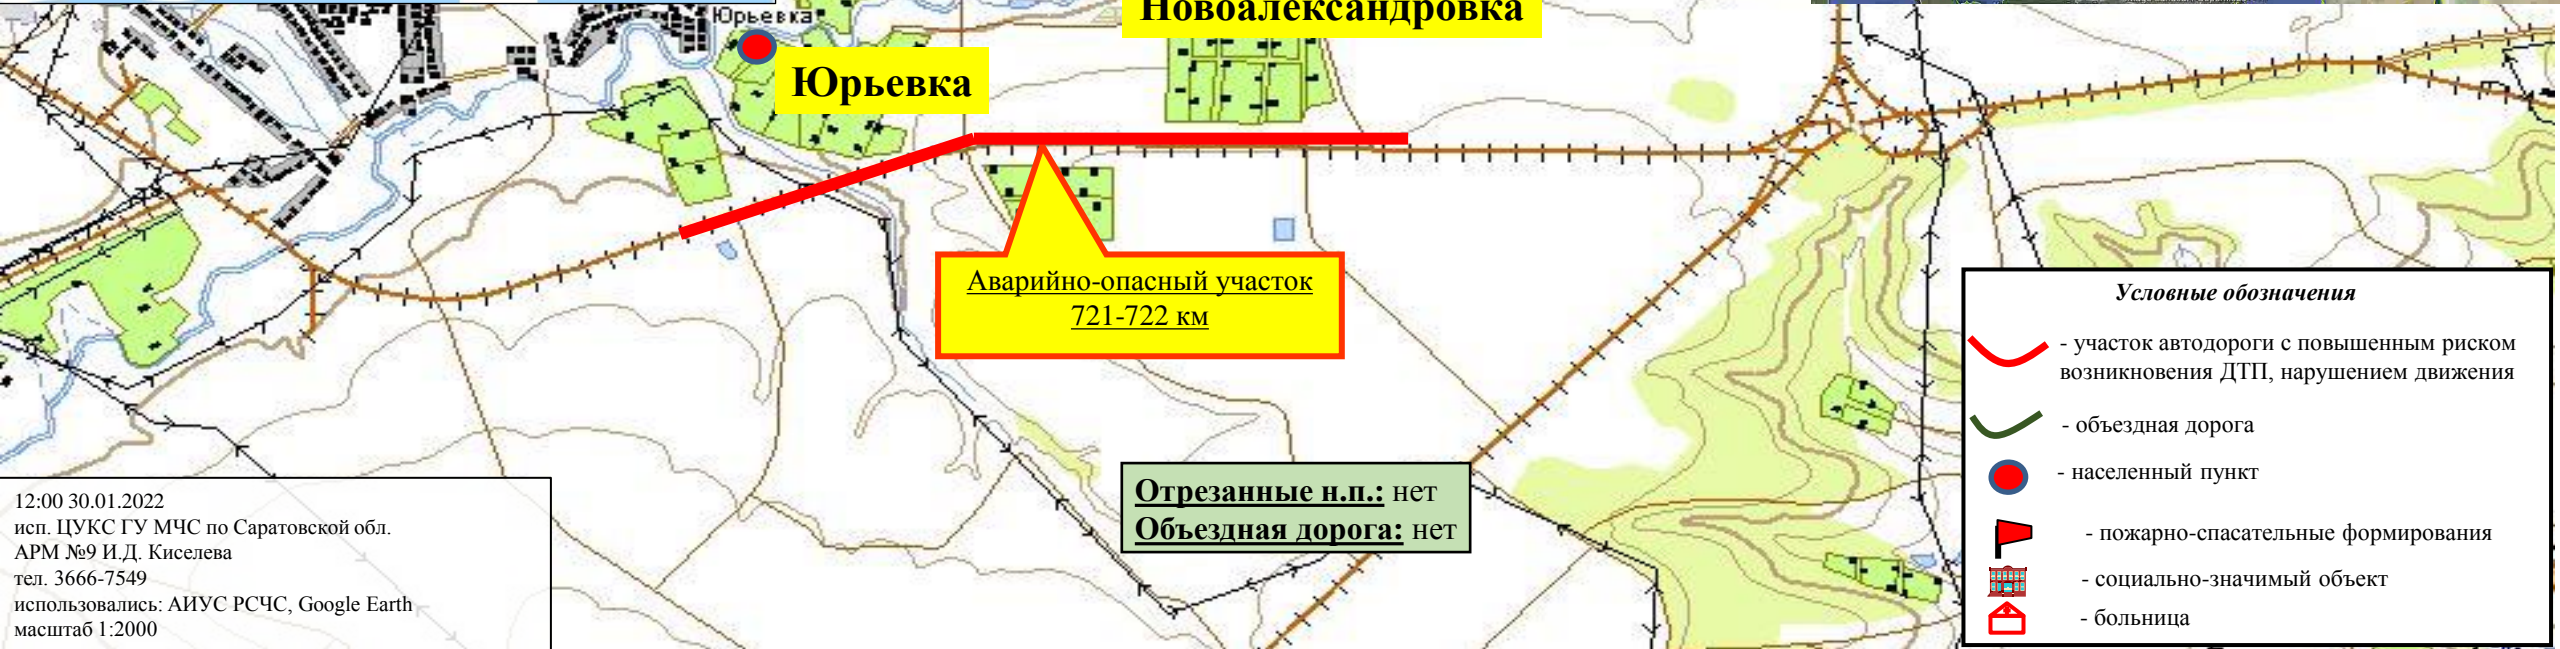 Юрьевка
Новоалександровка
Юрьевка
Аварийно-опасный участок
721-722 км
Отрезанные н.п.: нет
Объездная дорога: нет
12:00 30.01.2022
исп. ЦУКС ГУ МЧС по Саратовской обл.
АРМ №9 И.Д. Киселева
тел. 3666-7549
использовались: АИУС РСЧС, Google Earth
масштаб 1:2000
Условные обозначения
- участок автодороги с повышенным риском
возникновения ДТП, нарушением движения
- объездная дорога
- населенный пункт
- пожарно-спасательные формирования
- социально-значимый объект
- больница